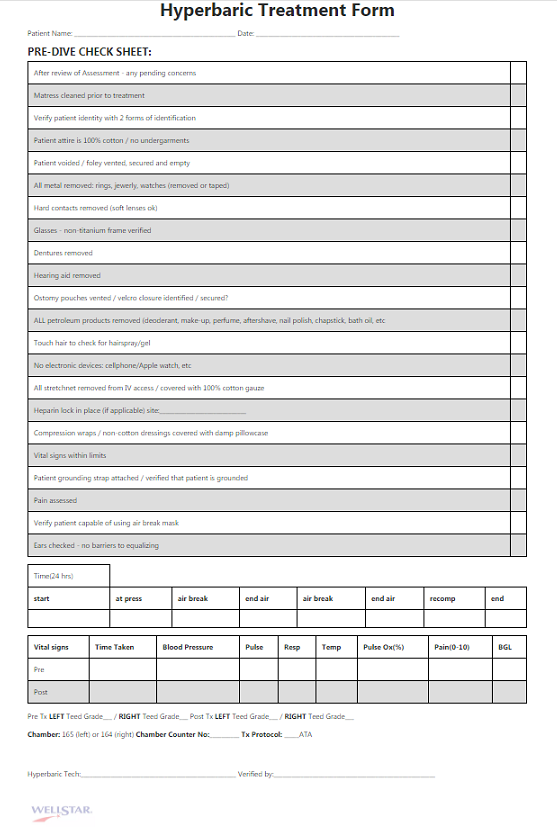 Hyperbaric Treatment Form
Patient Name: ______________________ Date: ______________________
PRE-DIVE CHECK SHEET:
After review of Assessment - any pending concerns
Matress cleaned prior to treatment
Verify patient identity with 2 forms of identification
Patient attire is 100% cotton / no undergarments
Patient voided / foley vented, secured and empty
All metal removed: rings, jewerly, watches (removed or taped)
Hard contacts removed (soft lenses ok)
Glasses - non-titanium frame verified
Dentures removed
Hearing aid removed
Ostomy pouches vented / velcro closure identified / secured?
ALL petroleum products removed (deoderant, make-up, perfume, aftershave, nail polish, chapstick, bath oil, etc
Touch hair to check for hairspray/gel
No electronic devices: cellphone/Apple watch, etc
All stretchnet removed from IV access / covered with 100% cotton gauze
Heparin lock in place (if applicable) site:______________________
Compression wraps / non-cotton dressings covered with damp pillowcase
Vital signs within limits
Patient grounding strap attached / verified that patient is grounded
Pain assessed
Verify patient capable of using air break mask
Ears checked - no barriers to equalizing
Time(24 hrs)
start at press air break end air air break end air recomp end
Vital signs Time Taken Blood Pressure Pulse Resp Temp Pulse Ox(%) Pain(0-10) BGL
Pre
Post
Pre Tx LEFT Teed Grade__ / RIGHT Teed Grade__ Post Tx LEFT Teed Grade__ / RIGHT Teed Grade__
Chamber: 165 (left) or 164 (right) Chamber Counter No:________ Tx Protocol: ____ATA
Hyperbaric Tech:______________________ Verified by:______________________
WELLSTAR